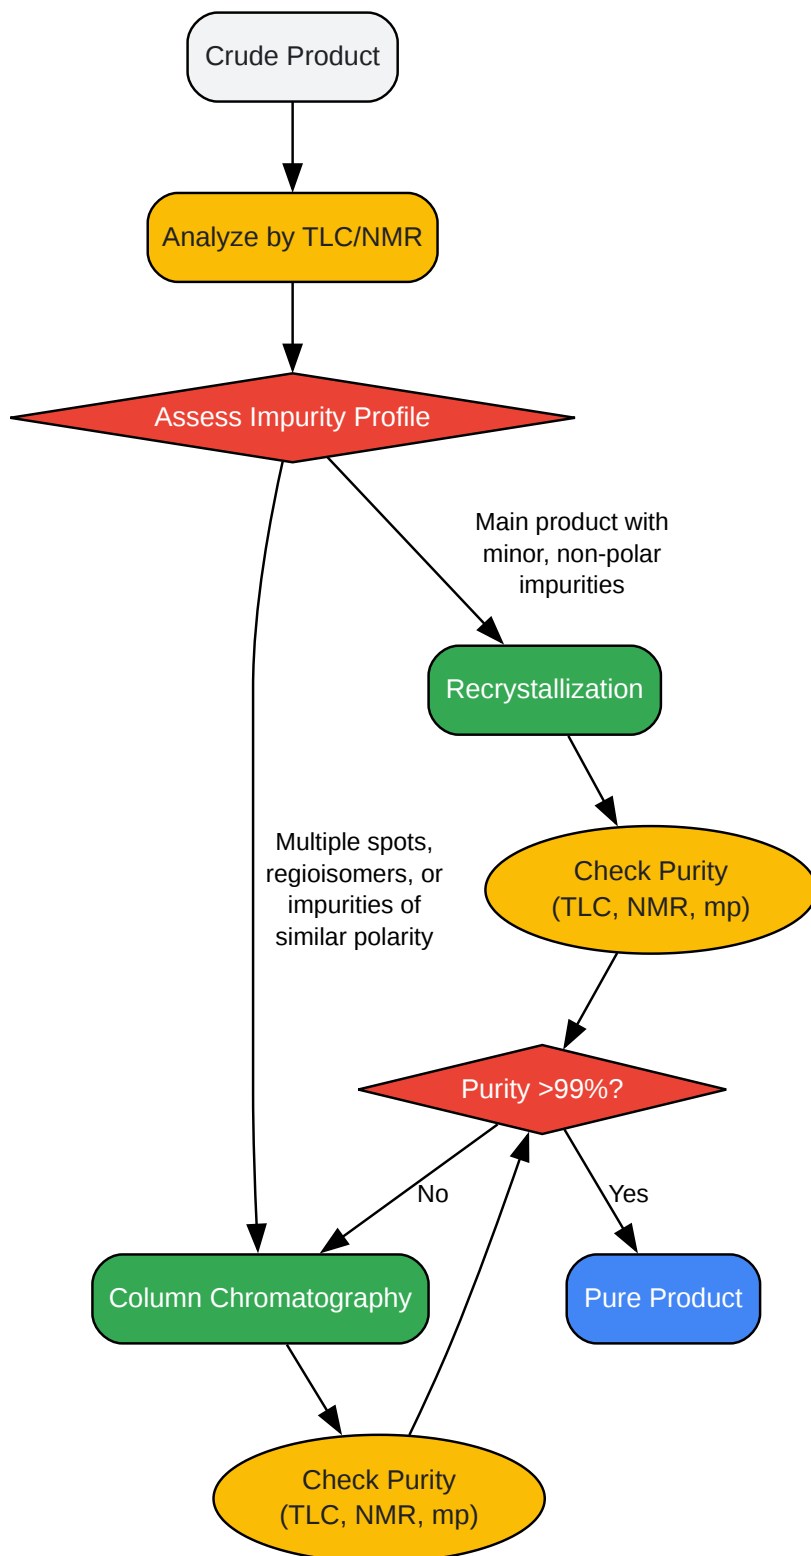 Crude Product
Analyze by TLC/NMR
Assess Impurity Profile
Main product with
minor, non-polar
impurities
Recrystallization
Multiple spots,
regioisomers, or
impurities of
similar polarity
Check Purity
(TLC, NMR, mp)
Purity >99%?
No
Yes
Column Chromatography
Pure Product
Check Purity
(TLC, NMR, mp)